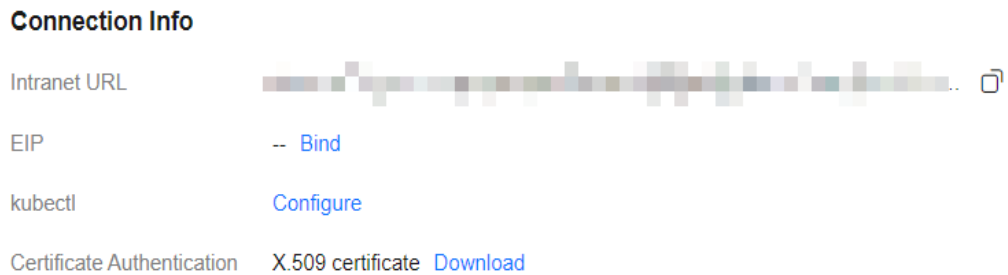 Connection Info
Intranet URL ..
EIP -- Bind
kubectl Configure
Certificate Authentication X.509 certificate Download